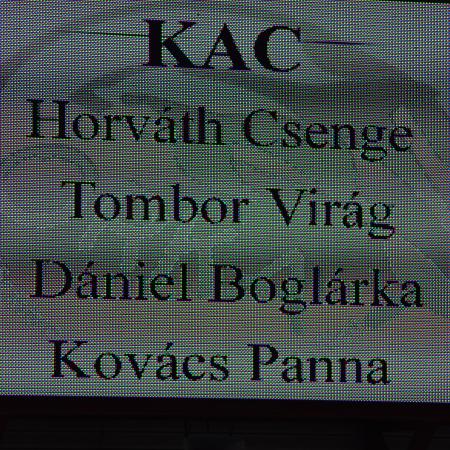 KAC
Horváth Csenge
Tombor Virág
Dániel Boglárka
Kovács Panna